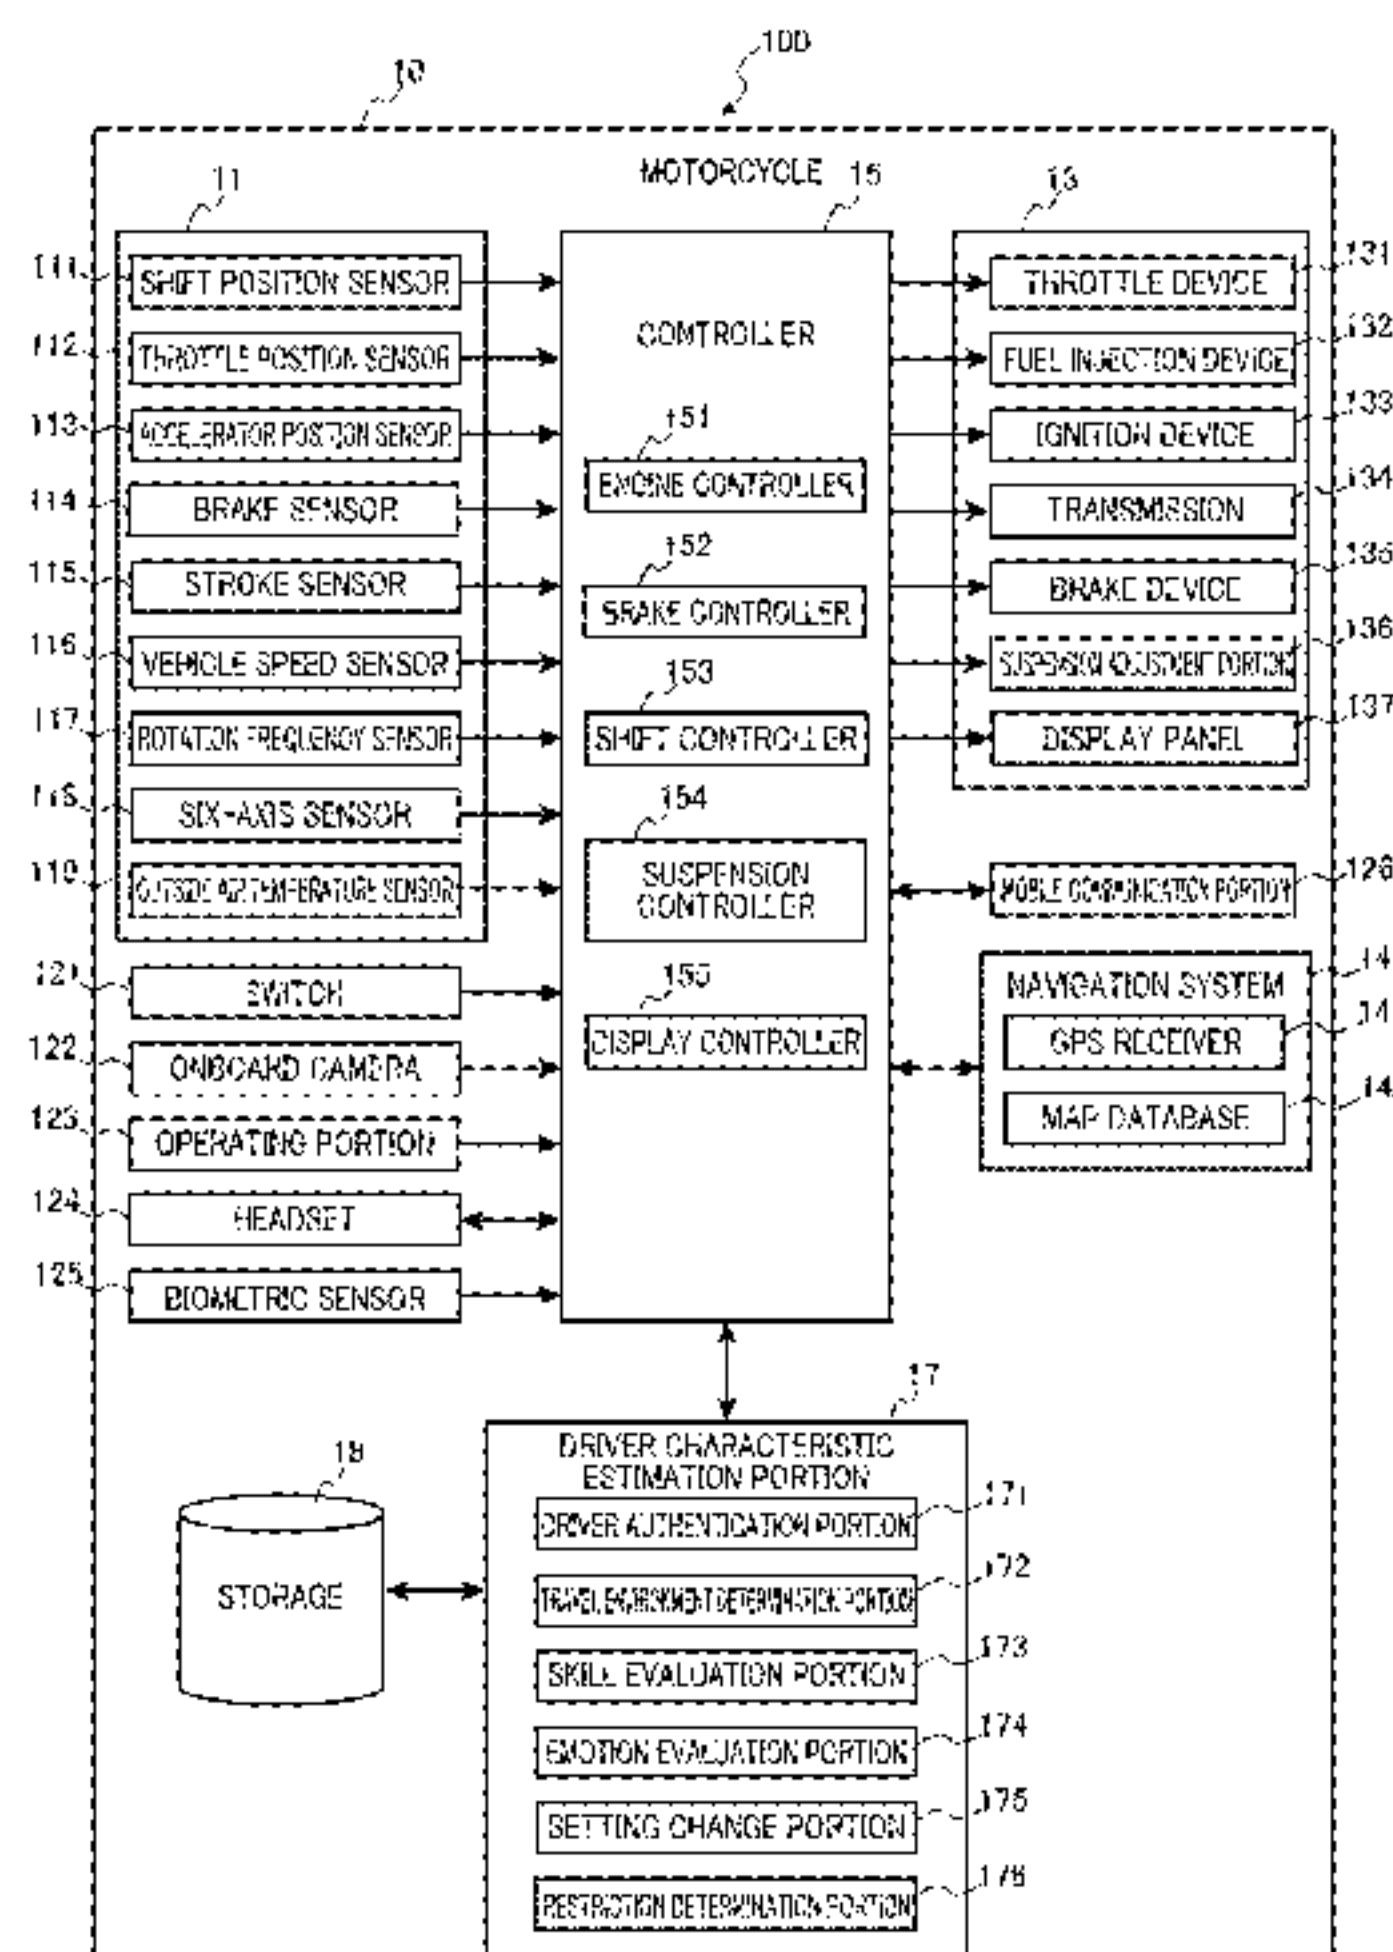 100
10
MOTORCYCLE
11
15
13
111
SHIFT POSITION SENSOR
112
THROTTLE POSITION SENSOR
113
ACCELERATOR POSITION SENSOR
114
BRAKE SENSOR
115
STROKE SENSOR
116
VEHICLE SPEED SENSOR
117
ROTATION FREQUENCY SENSOR
118
SIX-AXIS SENSOR
119
OUTSIDE AIR TEMPERATURE SENSOR
121
SWITCH
122
ONBOARD CAMERA
123
OPERATING PORTION
124
HEADSET
125
BIOMETRIC SENSOR
CONTROLLER
151
ENGINE CONTROLLER
152
BRAKE CONTROLLER
153
SHIFT CONTROLLER
154
SUSPENSION
CONTROLLER
155
DISPLAY CONTROLLER
131
THROTTLE DEVICE
132
FUEL INJECTION DEVICE
133
IGNITION DEVICE
134
TRANSMISSION
135
BRAKE DEVICE
136
SUSPENSION ADJUSTMENT PORTION
137
DISPLAY PANEL
126
MOBILE COMMUNICATION PORTION
14
NAVIGATION SYSTEM
14
GPS RECEIVER
14
MAP DATABASE
17
DRIVER CHARACTERISTIC
ESTIMATION PORTION
171
DRIVER AUTHENTICATION PORTION
172
TRAVEL ENVIRONMENT DETERMINATION PORTION
173
SKILL EVALUATION PORTION
174
EMOTION EVALUATION PORTION
175
SETTING CHANGE PORTION
176
RESTRICTION DETERMINATION PORTION
STORAGE